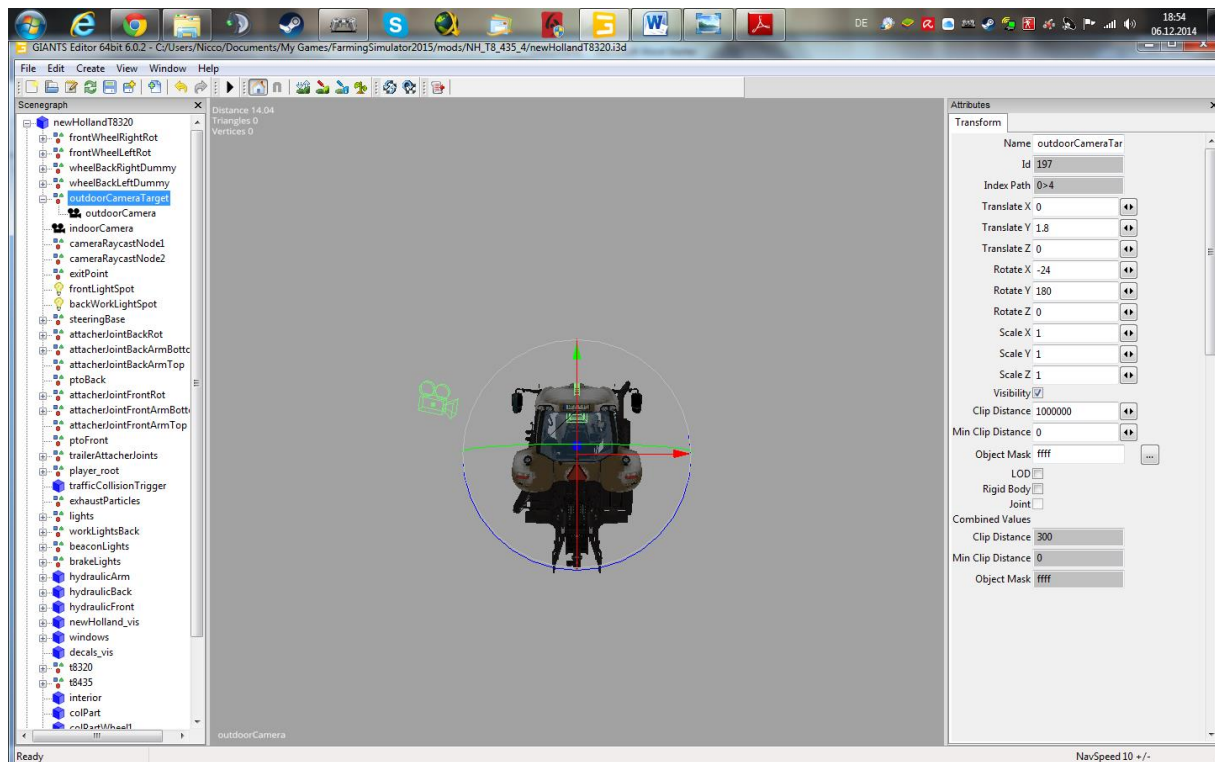 DE
18:54
06.12.2014
GIANTS Editor 64bit 6.0.2 - C:/Users/Nicco/Documents/My Games/FarmingSimulator2015/mods/NH_T8_435_4/newHollandT8320.i3d
File Edit Create View Window Help
Scenegraph
newHollandT8320
frontWheelRightRot
frontWheelLeftRot
wheelBackRightDummy
wheelBackLeftDummy
outdoorCameraTarget
outdoorCamera
indoorCamera
cameraRaycastNode1
cameraRaycastNode2
exitPoint
frontLightSpot
backWorkLightSpot
steeringBase
attacherJointBackRot
attacherJointBackArmBottc
attacherJointBackArmTop
ptoBack
attacherJointFrontRot
attacherJointFrontArmBott
attacherJointFrontArmTop
ptoFront
trailerAttacherJoints
player_root
trafficCollisionTrigger
exhaustParticles
lights
workLightsBack
beaconLights
brakeLights
hydraulicArm
hydraulicBack
hydraulicFront
newHolland_vis
windows
decals_vis
t8320
t8435
interior
colPart
colPartWheel1
Distance 14.04
Triangles 0
Vertices 0
outdoorCamera
Attributes
Transform
Name outdoorCameraTar
Id 197
Index Path 0>4
Translate X 0
Translate Y 1.8
Translate Z 0
Rotate X -24
Rotate Y 180
Rotate Z 0
Scale X 1
Scale Y 1
Scale Z 1
Visibility
Clip Distance 1000000
Min Clip Distance 0
Object Mask ffff
...
LOD
Rigid Body
Joint
Combined Values
Clip Distance 300
Min Clip Distance 0
Object Mask ffff
Ready
NavSpeed 10 +/-